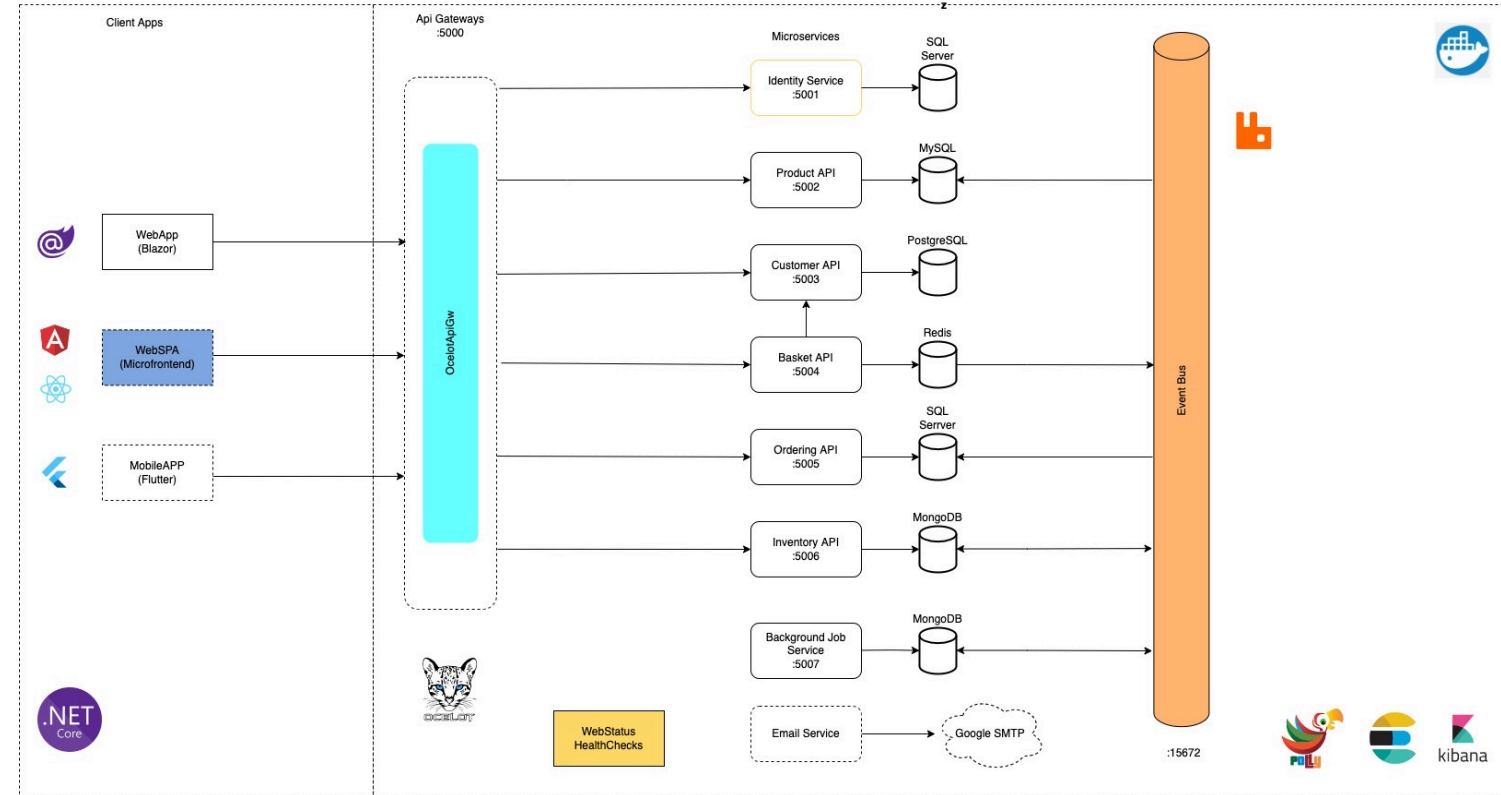 z
Client Apps
Api Gateways
:5000
Microservices
SQL
Server
Identity Service
:5001
MySQL
Product API
:5002
PostgreSQL
WebApp
(Blazor)
Customer API
:5003
OcelotApiGw
Redis
WebSPA
(Microfrontend)
Basket API
:5004
Event Bus
SQL
Serrver
MobileAPP
(Flutter)
Ordering API
:5005
MongoDB
Inventory API
:5006
MongoDB
Background Job
Service
:5007
OCELOT
.NET
Core
WebStatus
HealthChecks
Email Service
Google SMTP
:15672
POLLY
kibana